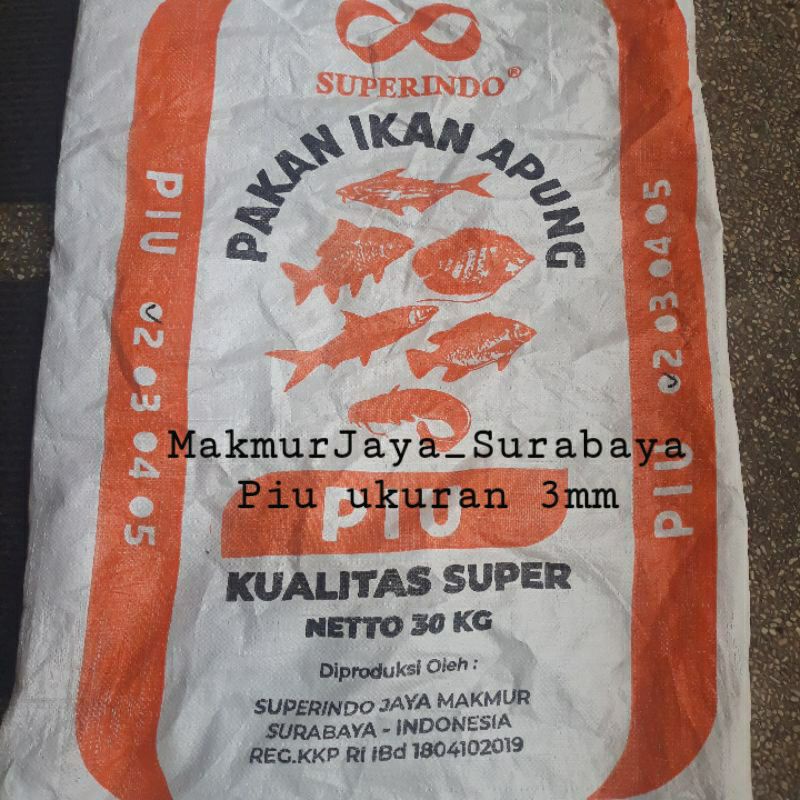 SUPERINDO®
PAKAN IKAN APUNG
PIU 2 3 4 5
PIU 2 3 4 5
MakmurJaya_Surabaya
Piu ukuran 3mm
PIU
KUALITAS SUPER
NETTO 30 KG
Diproduksi Oleh :
SUPERINDO JAYA MAKMUR
SURABAYA - INDONESIA
REG.KKP RI IBd 1804102019